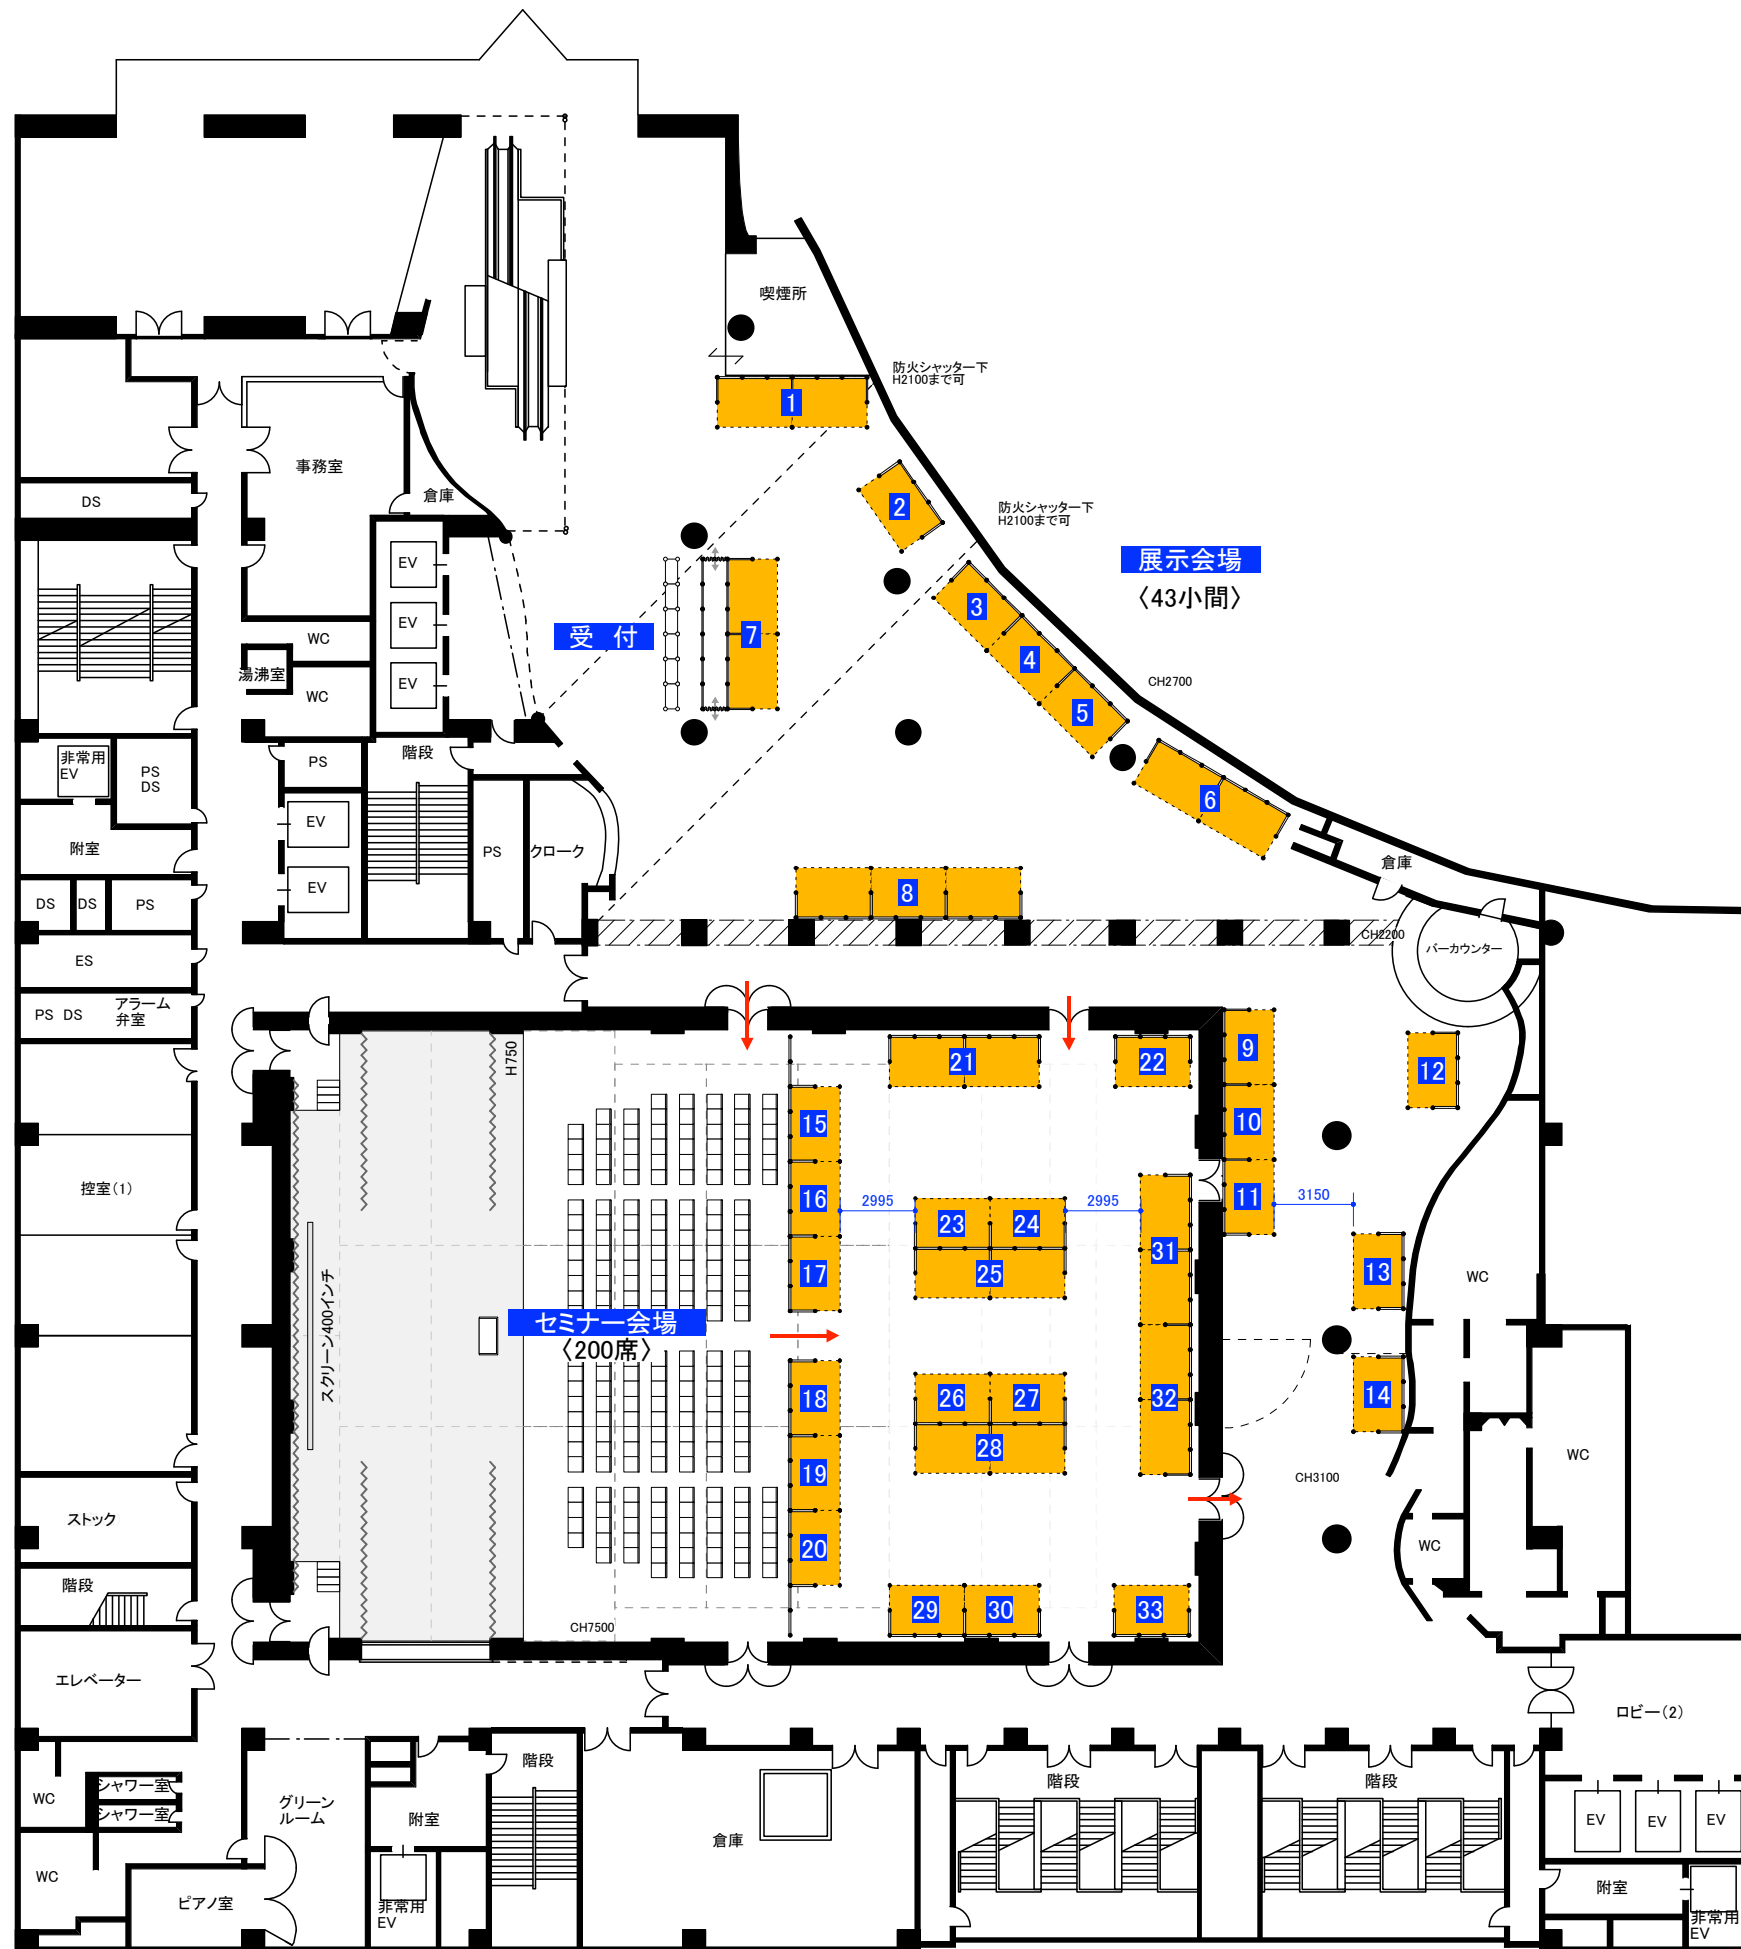 喫煙所
防火シャッター下
H2100まで可
1
事務室
DS
倉庫
2
防火シャッター下
H2100まで可
展示会場
〈43小間〉
EV
EV
EV
3
受 付
7
4
5
CH2700
WC
湯沸室
WC
非常用
EV
PS
DS
PS
階段
6
EV
附室
PS
クローク
倉庫
EV
DS
DS
PS
8
CH2200
バーカウンター
ES
PS DS
アラーム
弁室
H750
21
22
9
12
15
10
控室(1)
16
2995
23
24
2995
11
3150
31
17
25
13
WC
スクリーン400インチ
セミナー会場
〈200席〉
18
26
27
32
14
28
19
WC
CH3100
ストック
20
WC
階段
29
30
33
CH7500
エレベーター
ロビー(2)
WC
シャワー室
シャワー室
グリーン
ルーム
附室
階段
倉庫
階段
階段
EV
EV
EV
WC
ピアノ室
非常用
EV
附室
非常用
EV